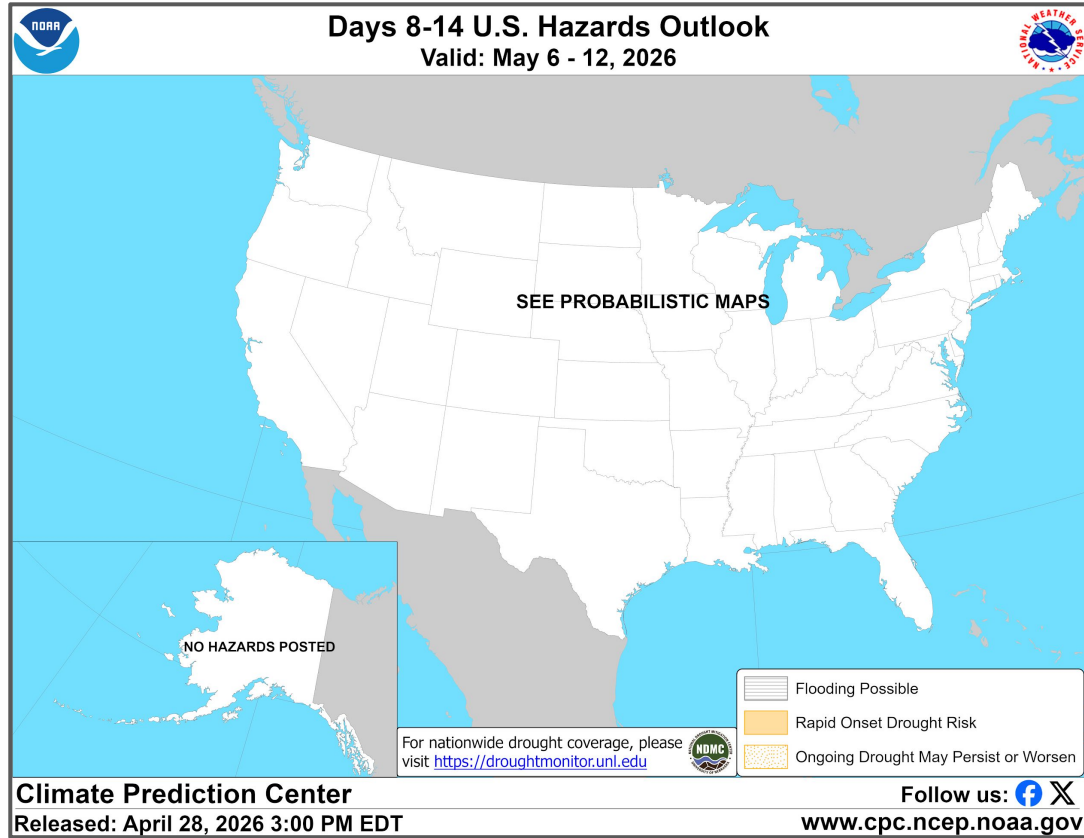 NOAA
Days 8-14 U.S. Hazards Outlook
Valid: May 6 - 12, 2026
NATIONAL WEATHER SERVICE
SEE PROBABILISTIC MAPS
NO HAZARDS POSTED
For nationwide drought coverage, please
visit https://droughtmonitor.unl.edu
NDMC
Flooding Possible
Rapid Onset Drought Risk
Ongoing Drought May Persist or Worsen
Climate Prediction Center
Follow us:
Released: April 28, 2026 3:00 PM EDT
www.cpc.ncep.noaa.gov